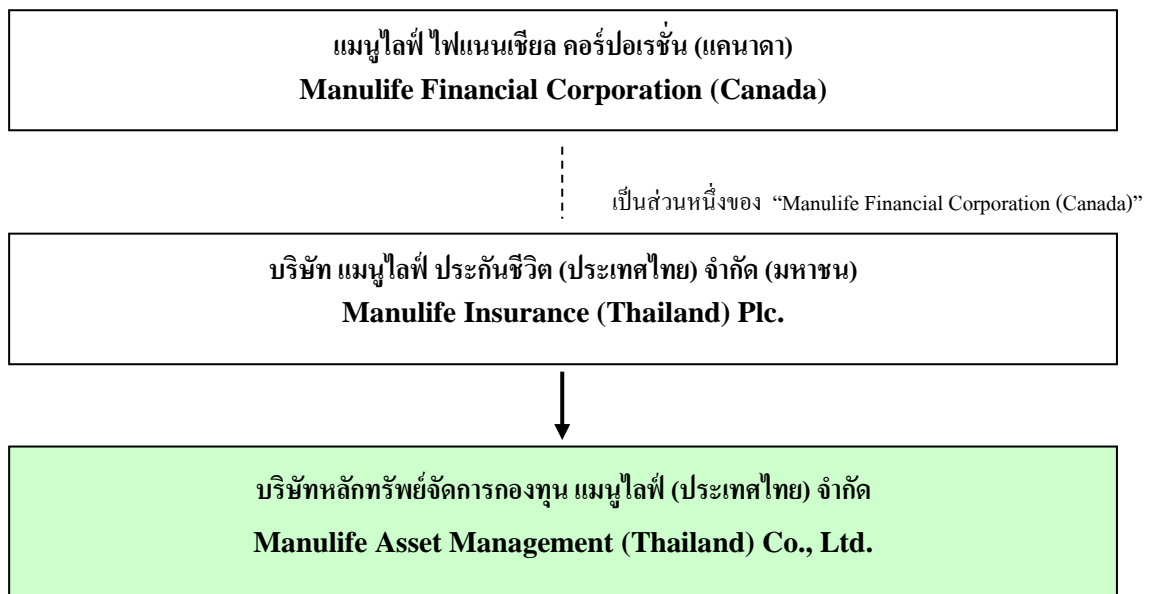 แมนูไลฟ์ ไฟแนนเชียล คอร์ปอเรชั่น (แคนาดา)
Manulife Financial Corporation (Canada)
เป็นส่วนหนึ่งของ “Manulife Financial Corporation (Canada)”
บริษัท แมนูไลฟ์ ประกันชีวิต (ประเทศไทย) จำกัด (มหาชน)
Manulife Insurance (Thailand) Plc.
บริษัทหลักทรัพย์จัดการกองทุน แมนูไลฟ์ (ประเทศไทย) จำกัด
Manulife Asset Management (Thailand) Co., Ltd.